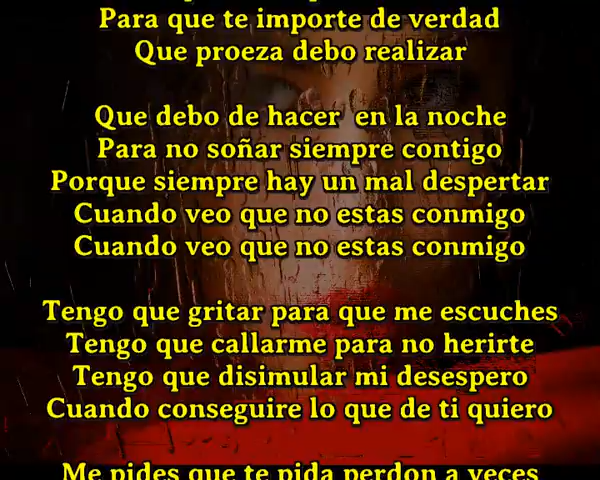 Para que te importe de verdad
Que proeza debo realizar
Que debo de hacer en la noche
Para no soñar siempre contigo
Porque siempre hay un mal despertar
Cuando veo que no estas conmigo
Cuando veo que no estas conmigo
Tengo que gritar para que me escuches
Tengo que callarme para no herirte
Tengo que disimular mi desespero
Cuando conseguire lo que de ti quiero
Me pides que te pida perdon a veces